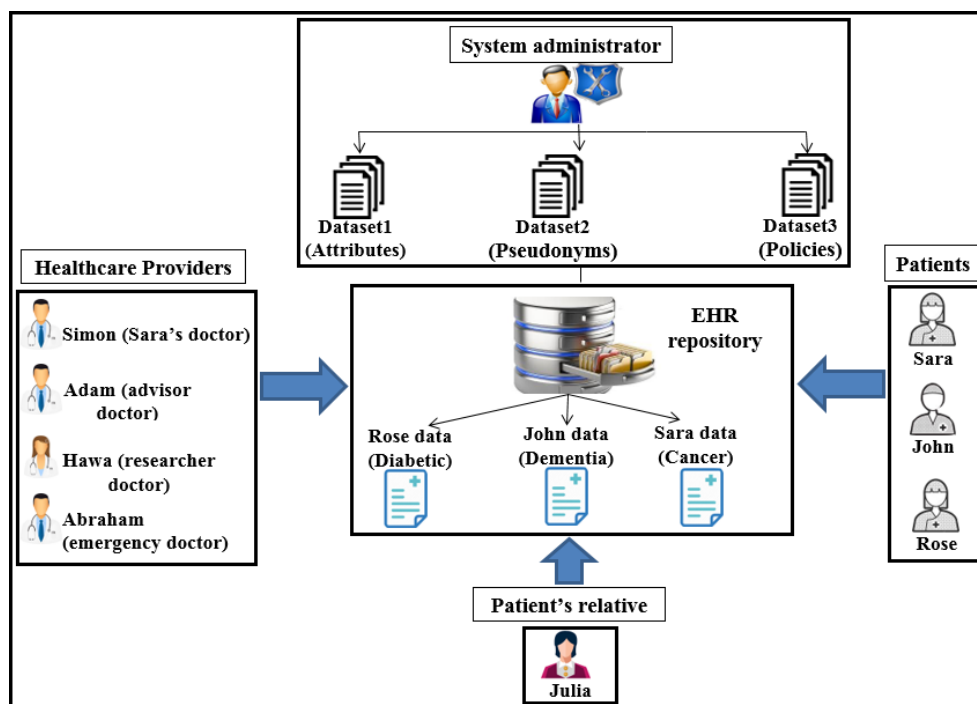 System administrator
Dataset1
(Attributes)
Dataset2
(Pseudonyms)
Dataset3
(Policies)
Healthcare Providers
Simon (Sara's doctor)
Adam (advisor
doctor)
Hawa (researcher
doctor)
Abraham
(emergency doctor)
EHR
repository
Rose data
(Diabetic)
John data
(Dementia)
Sara data
(Cancer)
Patients
Sara
John
Rose
Patient's relative
Julia